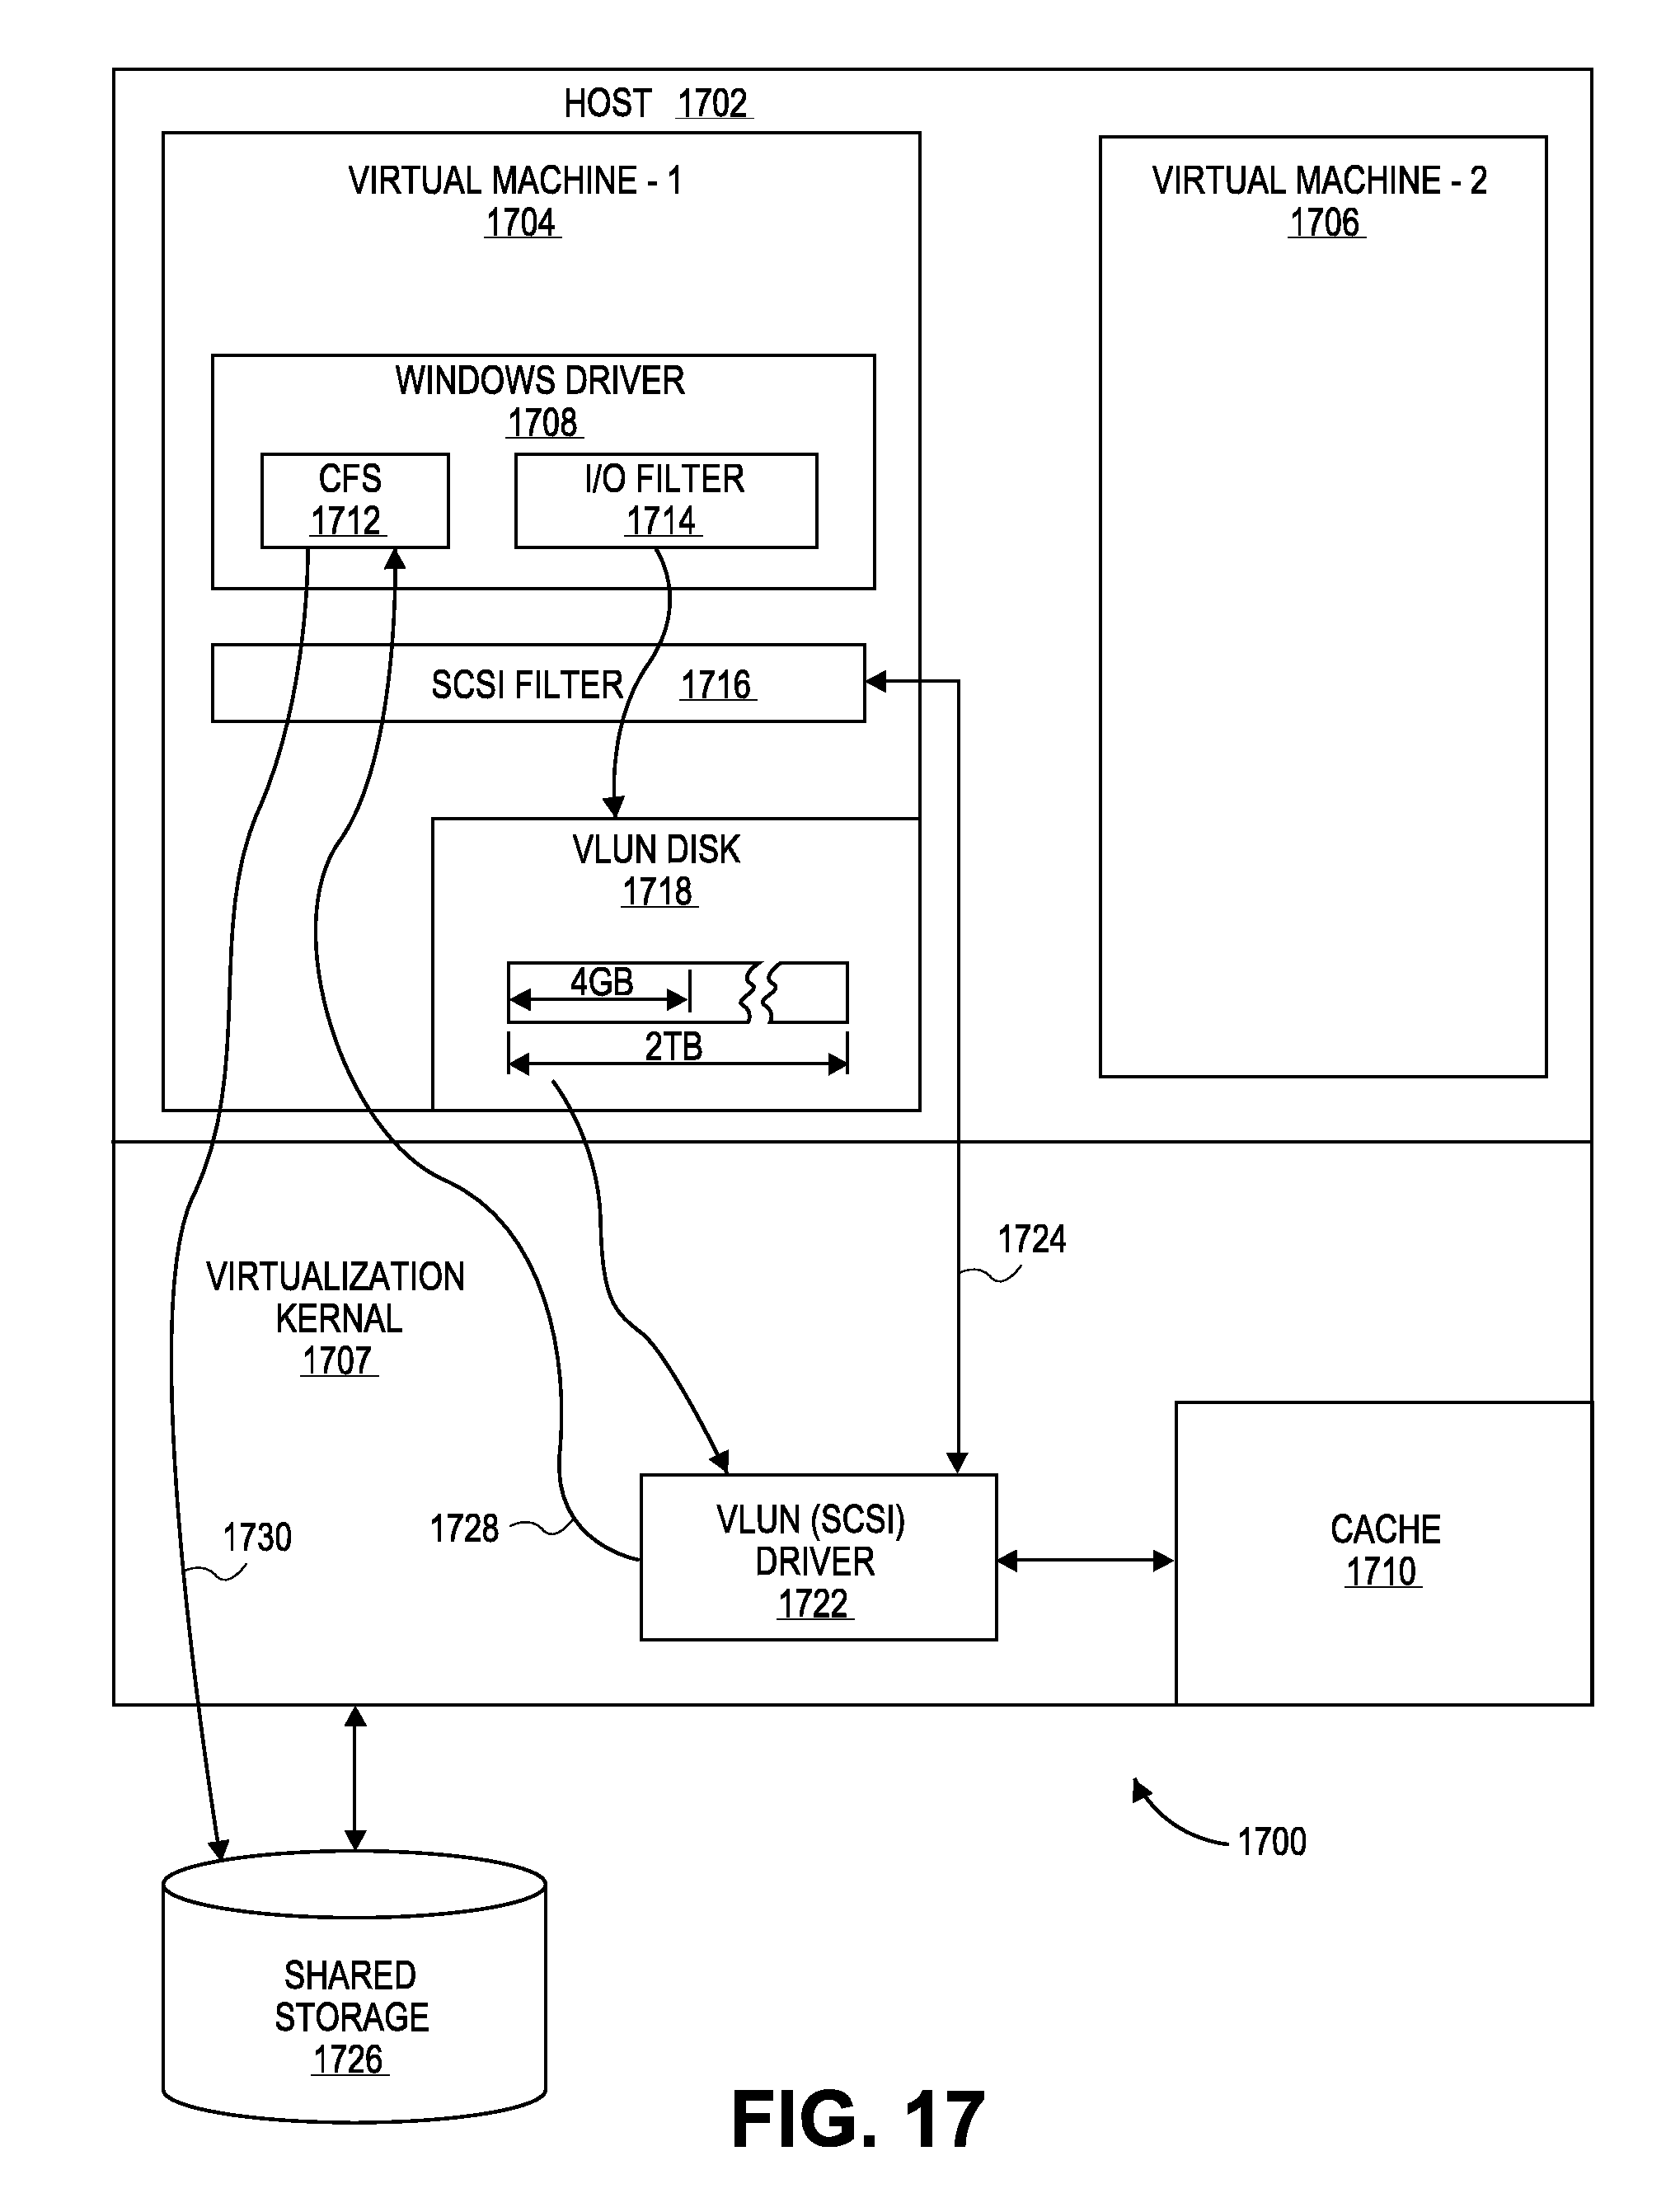 HOST 1702
VIRTUAL MACHINE - 1
1704
VIRTUAL MACHINE - 2
1706
WINDOWS DRIVER
1708
CFS
1712
I/O FILTER
1714
SCSI FILTER 1716
VLUN DISK
1718
4GB
2TB
1724
VIRTUALIZATION
KERNAL
1707
1730
1728
VLUN (SCSI)
DRIVER
1722
CACHE
1710
1700
SHARED
STORAGE
1726
FIG. 17